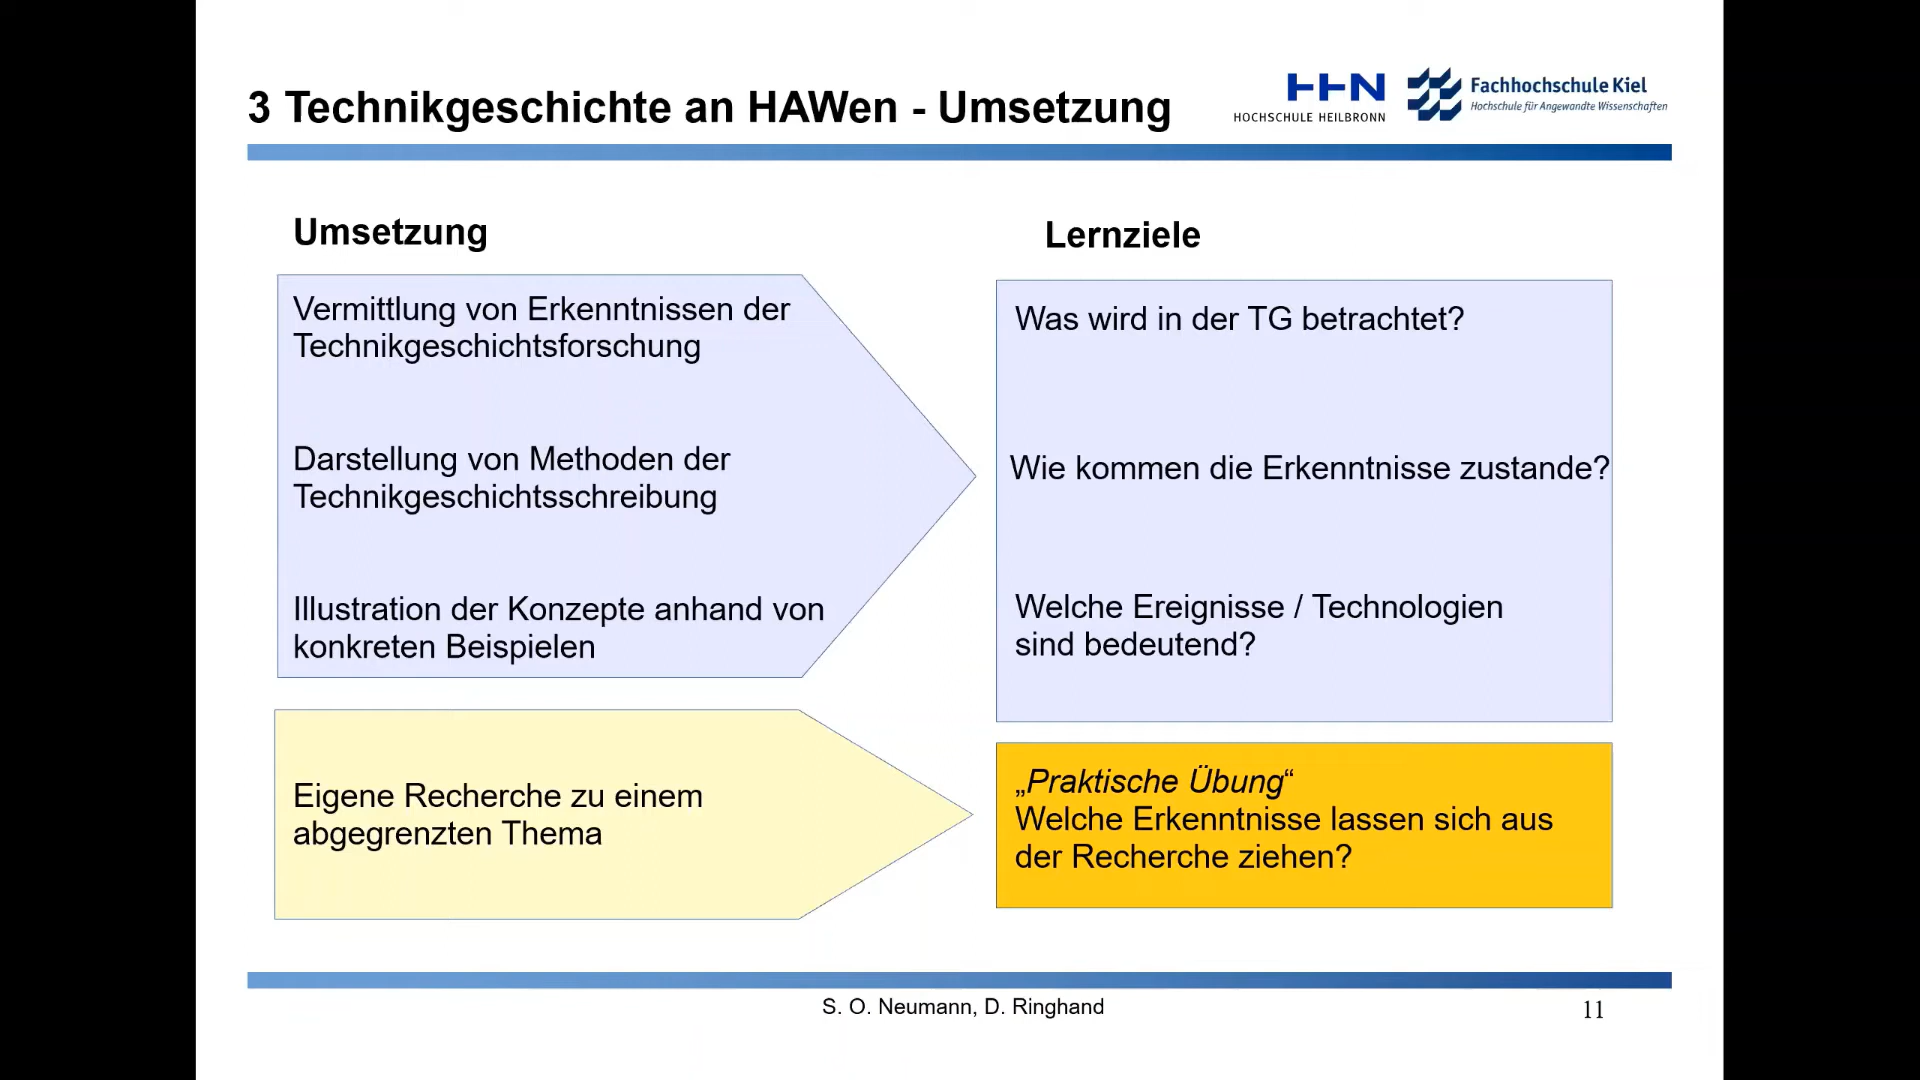 3 Technikgeschichte an HAWen - Umsetzung
HHN
HOCHSCHULE HEILBRONN
Fachhochschule Kiel
Hochschule für Angewandte Wissenschaften
Umsetzung
Vermittlung von Erkenntnissen der
Technikgeschichtsforschung
Darstellung von Methoden der
Technikgeschichtsschreibung
Illustration der Konzepte anhand von
konkreten Beispielen
Eigene Recherche zu einem
abgegrenzten Thema
Lernziele
Was wird in der TG betrachtet?
Wie kommen die Erkenntnisse zustande?
Welche Ereignisse / Technologien
sind bedeutend?
„Praktische Übung“
Welche Erkenntnisse lassen sich aus
der Recherche ziehen?
S. O. Neumann, D. Ringhand
11